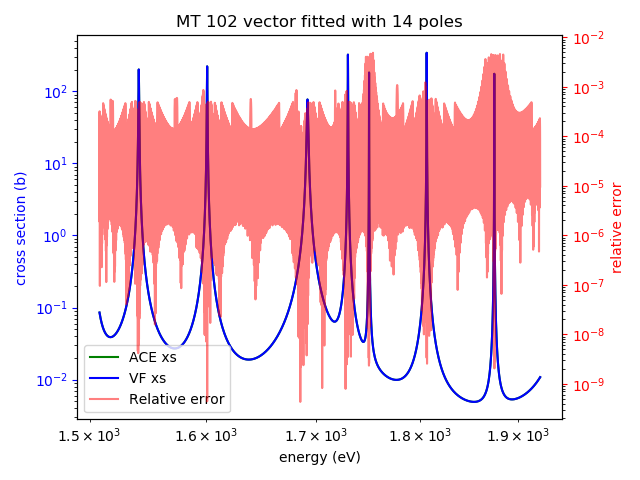 MT 102 vector fitted with 14 poles
cross section (b)
10²
10¹
10⁰
10⁻¹
10⁻²
10⁻²
10⁻³
10⁻⁴
10⁻⁵
10⁻⁶
10⁻⁷
10⁻⁸
10⁻⁹
relative error
ACE xs
VF xs
Relative error
1.5 × 10³ 1.6 × 10³ 1.7 × 10³ 1.8 × 10³ 1.9 × 10³
energy (eV)